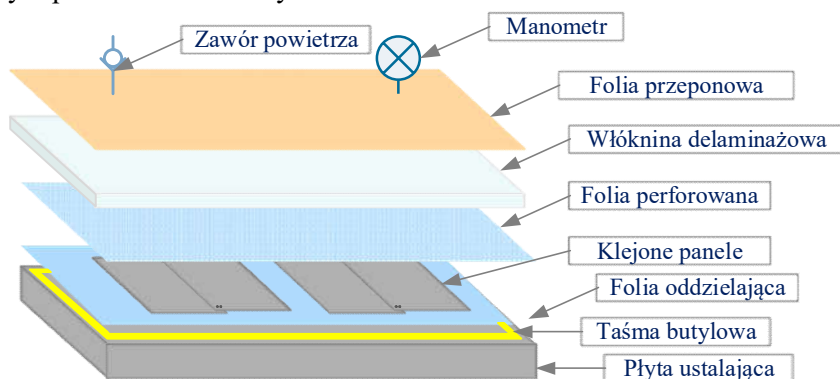 Zawór powietrza
Manometr
Folia przeponowa
Włóknina delaminażowa
Folia perforowana
Klejone panele
Folia oddzielająca
Taśma butylowa
Płyta ustalająca